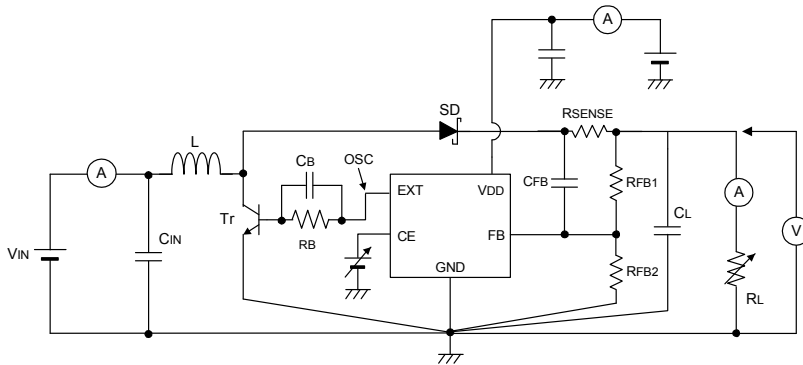 A
SD
RSENSE
L
A
CB
OSC
EXT
VDD
CFB
RFB1
A
CL
Tr
RB
CE
FB
V
VIN
CIN
GND
RFB2
RL